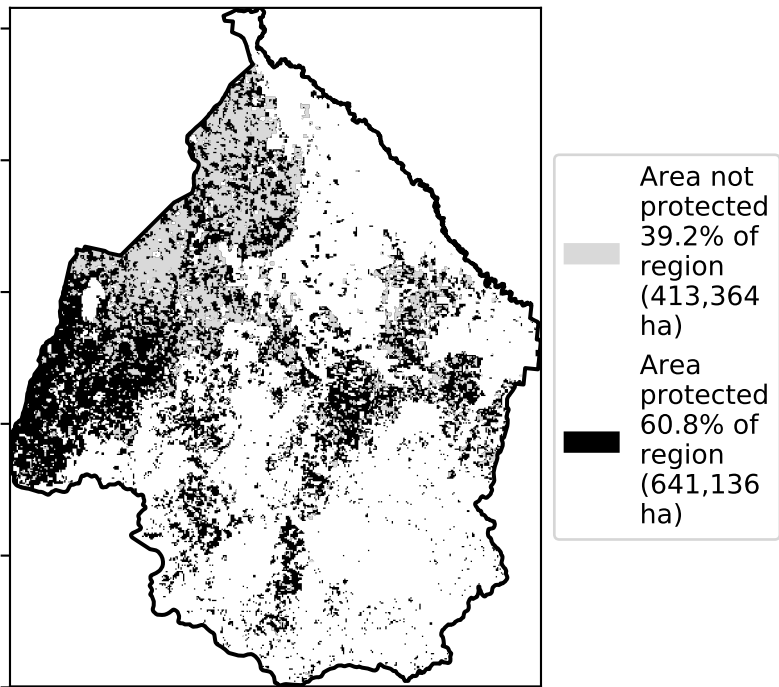 Area not
protected
39.2% of
region
(413,364
ha)
Area
protected
60.8% of
region
(641,136
ha)